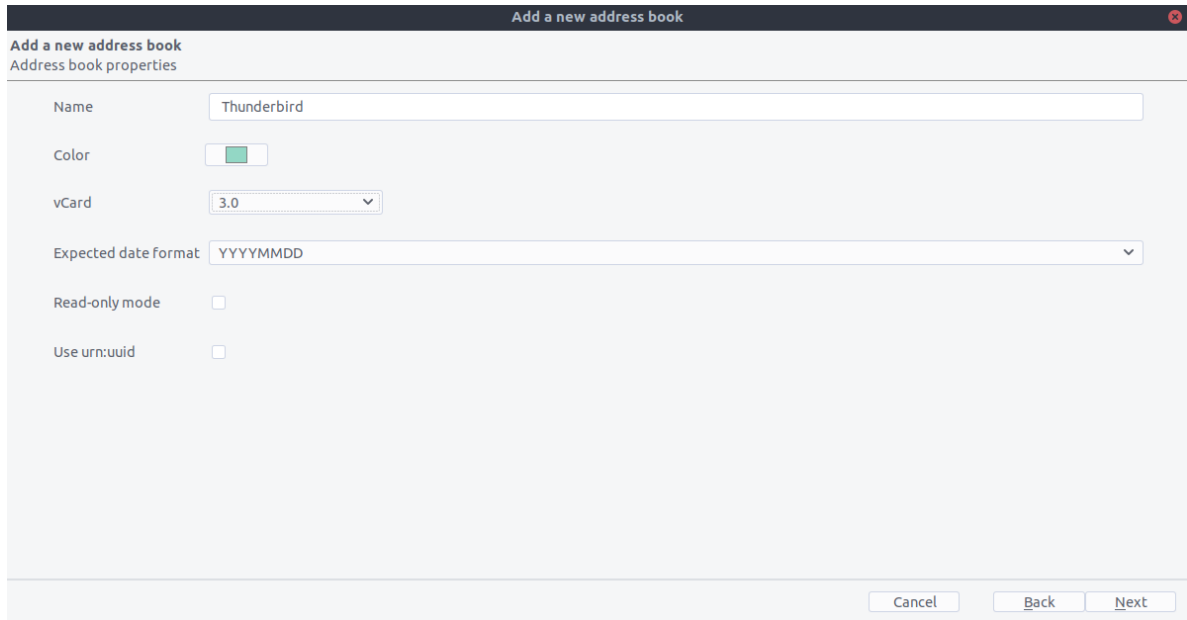 Add a new address book
Add a new address book
Address book properties
Name Thunderbird
Color
vCard 3.0
Expected date format YYYYMMDD
Read-only mode
Use urn:uuid
Cancel Back Next